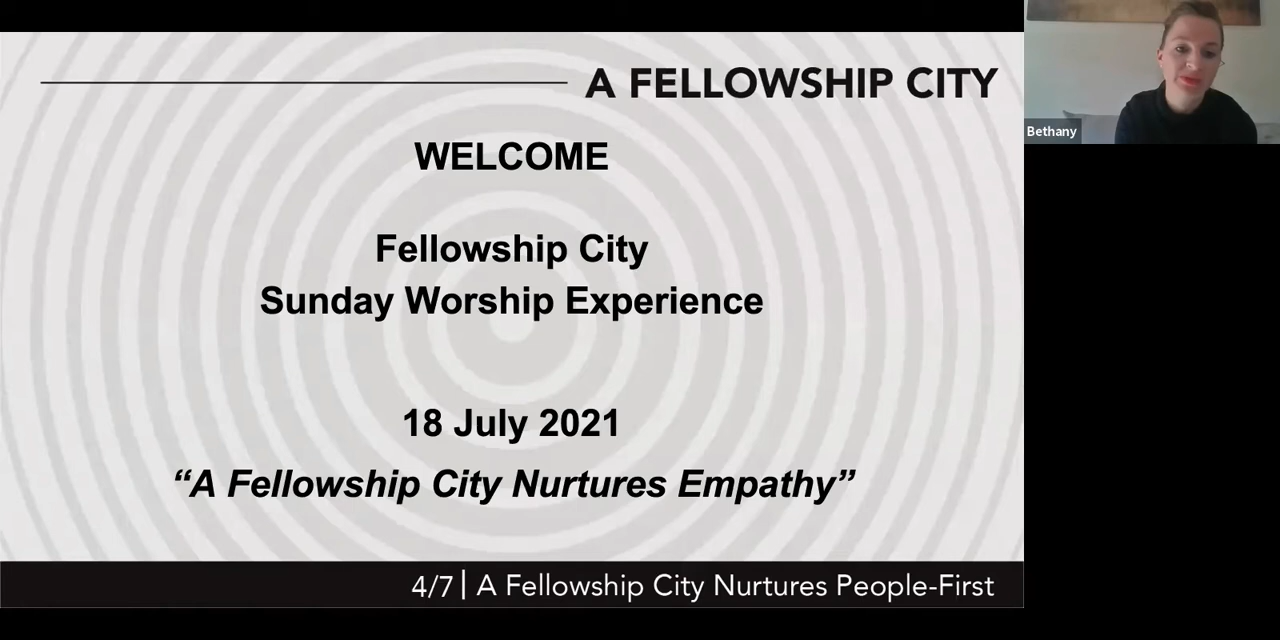 A FELLOWSHIP CITY
WELCOME
Fellowship City
Sunday Worship Experience
18 July 2021
“A Fellowship City Nurtures Empathy”
4/7| A Fellowship City Nurtures People-First
Bethany